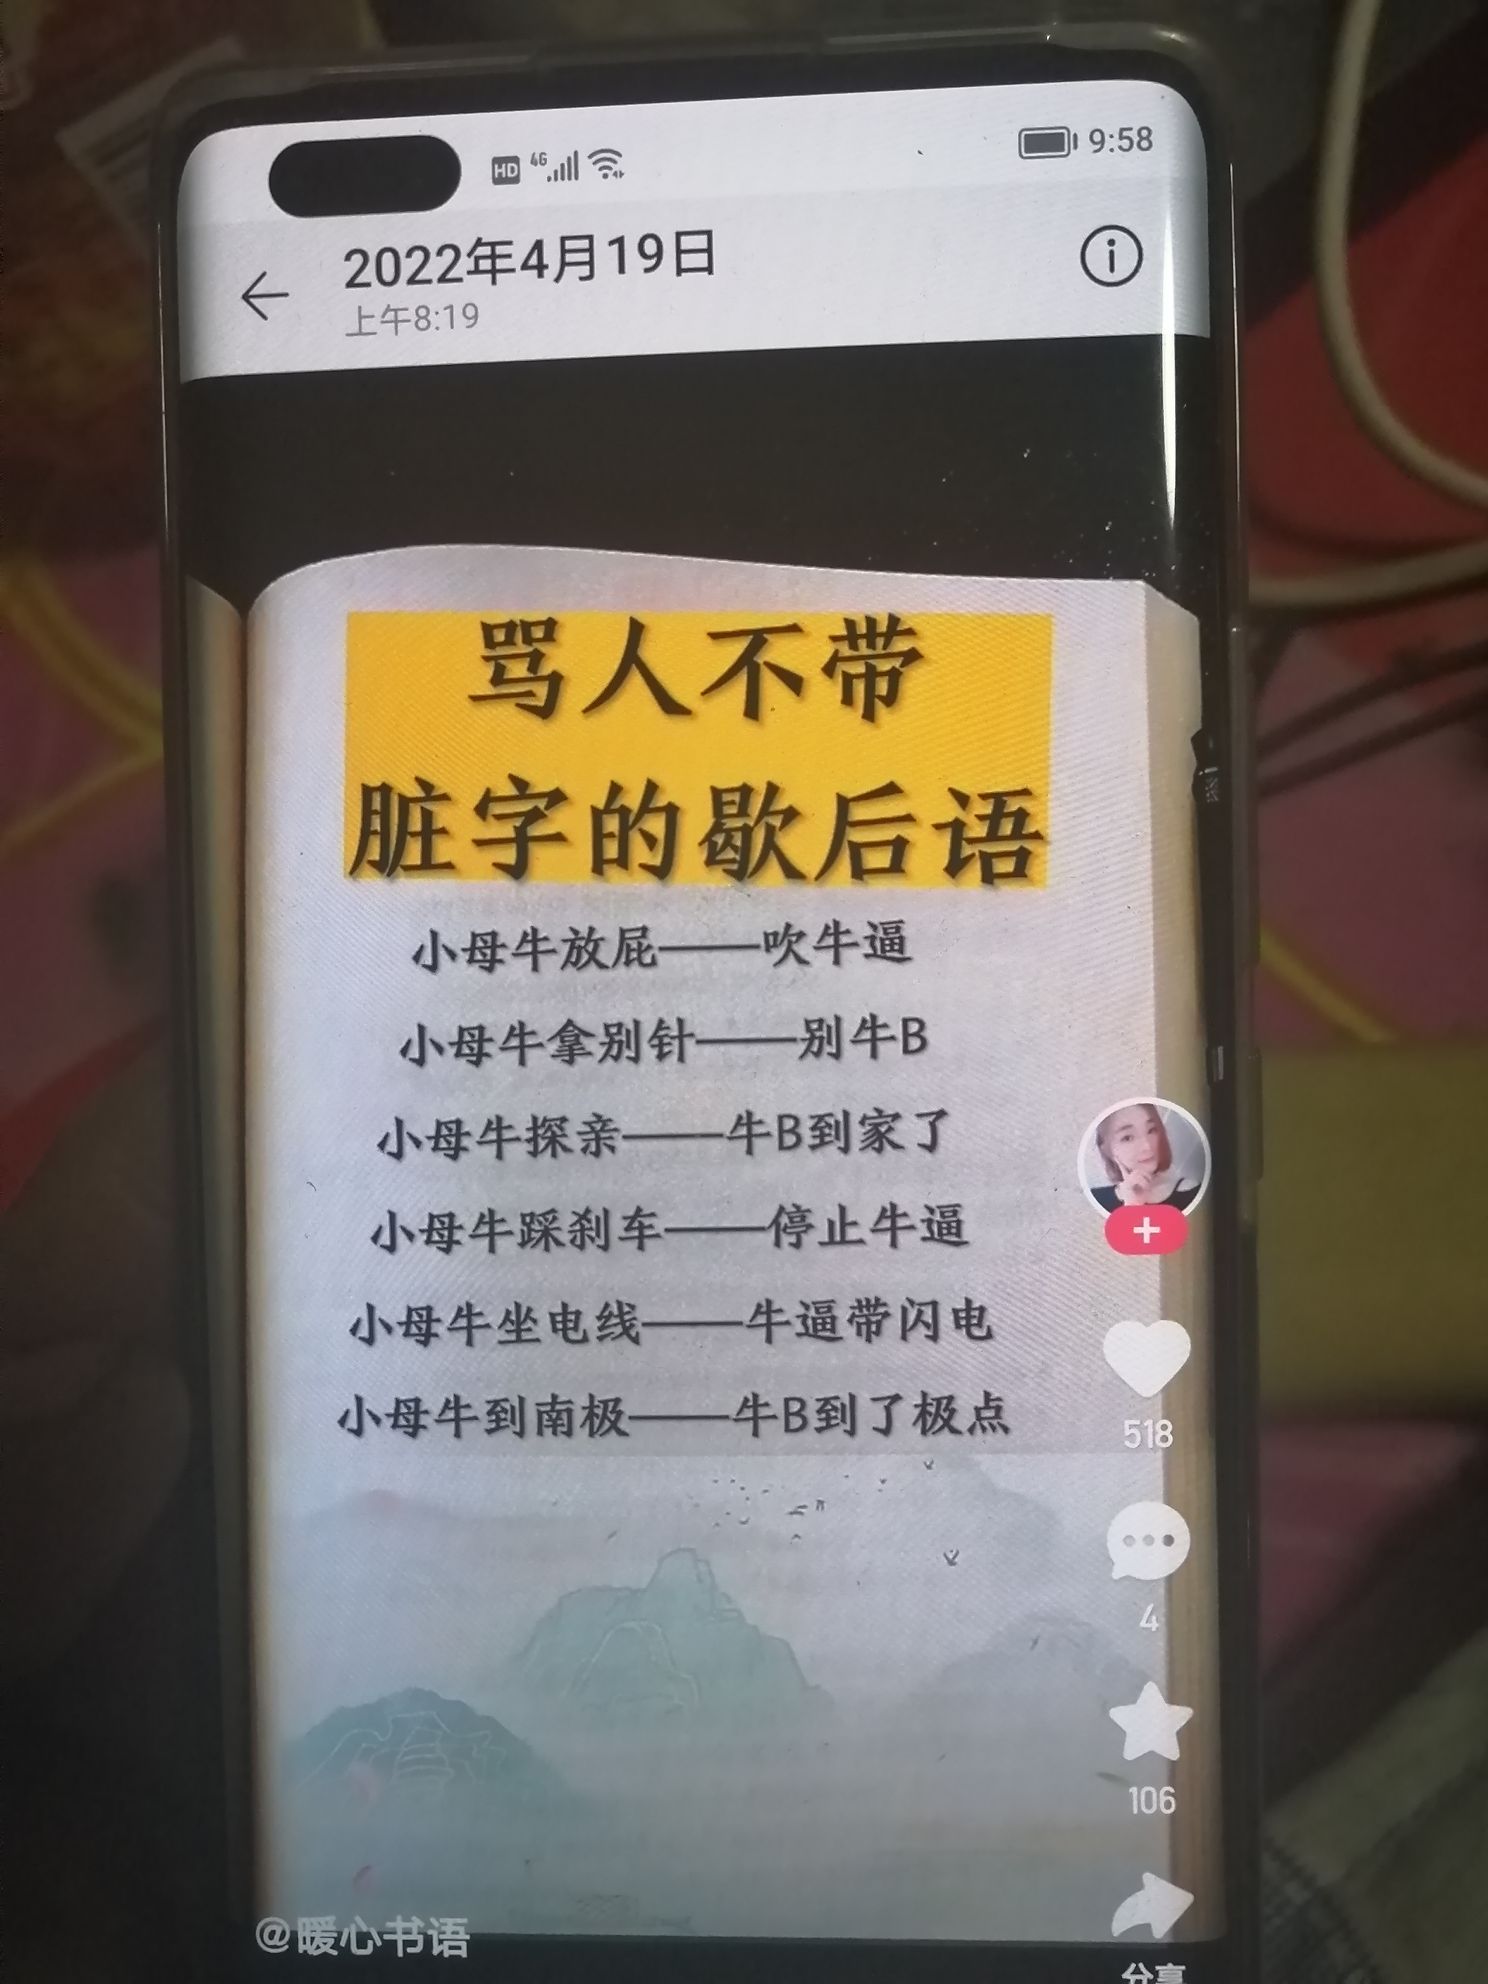 HD 4G 9:58
2022年4月19日
上午8:19
骂人不带
脏字的歇后语
小母牛放屁——吹牛逼
小母牛拿别针——别牛B
小母牛探亲——牛B到家了
小母牛踩刹车——停止牛逼
小母牛坐电线——牛逼带闪电
小母牛到南极——牛B到了极点
518
4
106
分享
@暖心书语